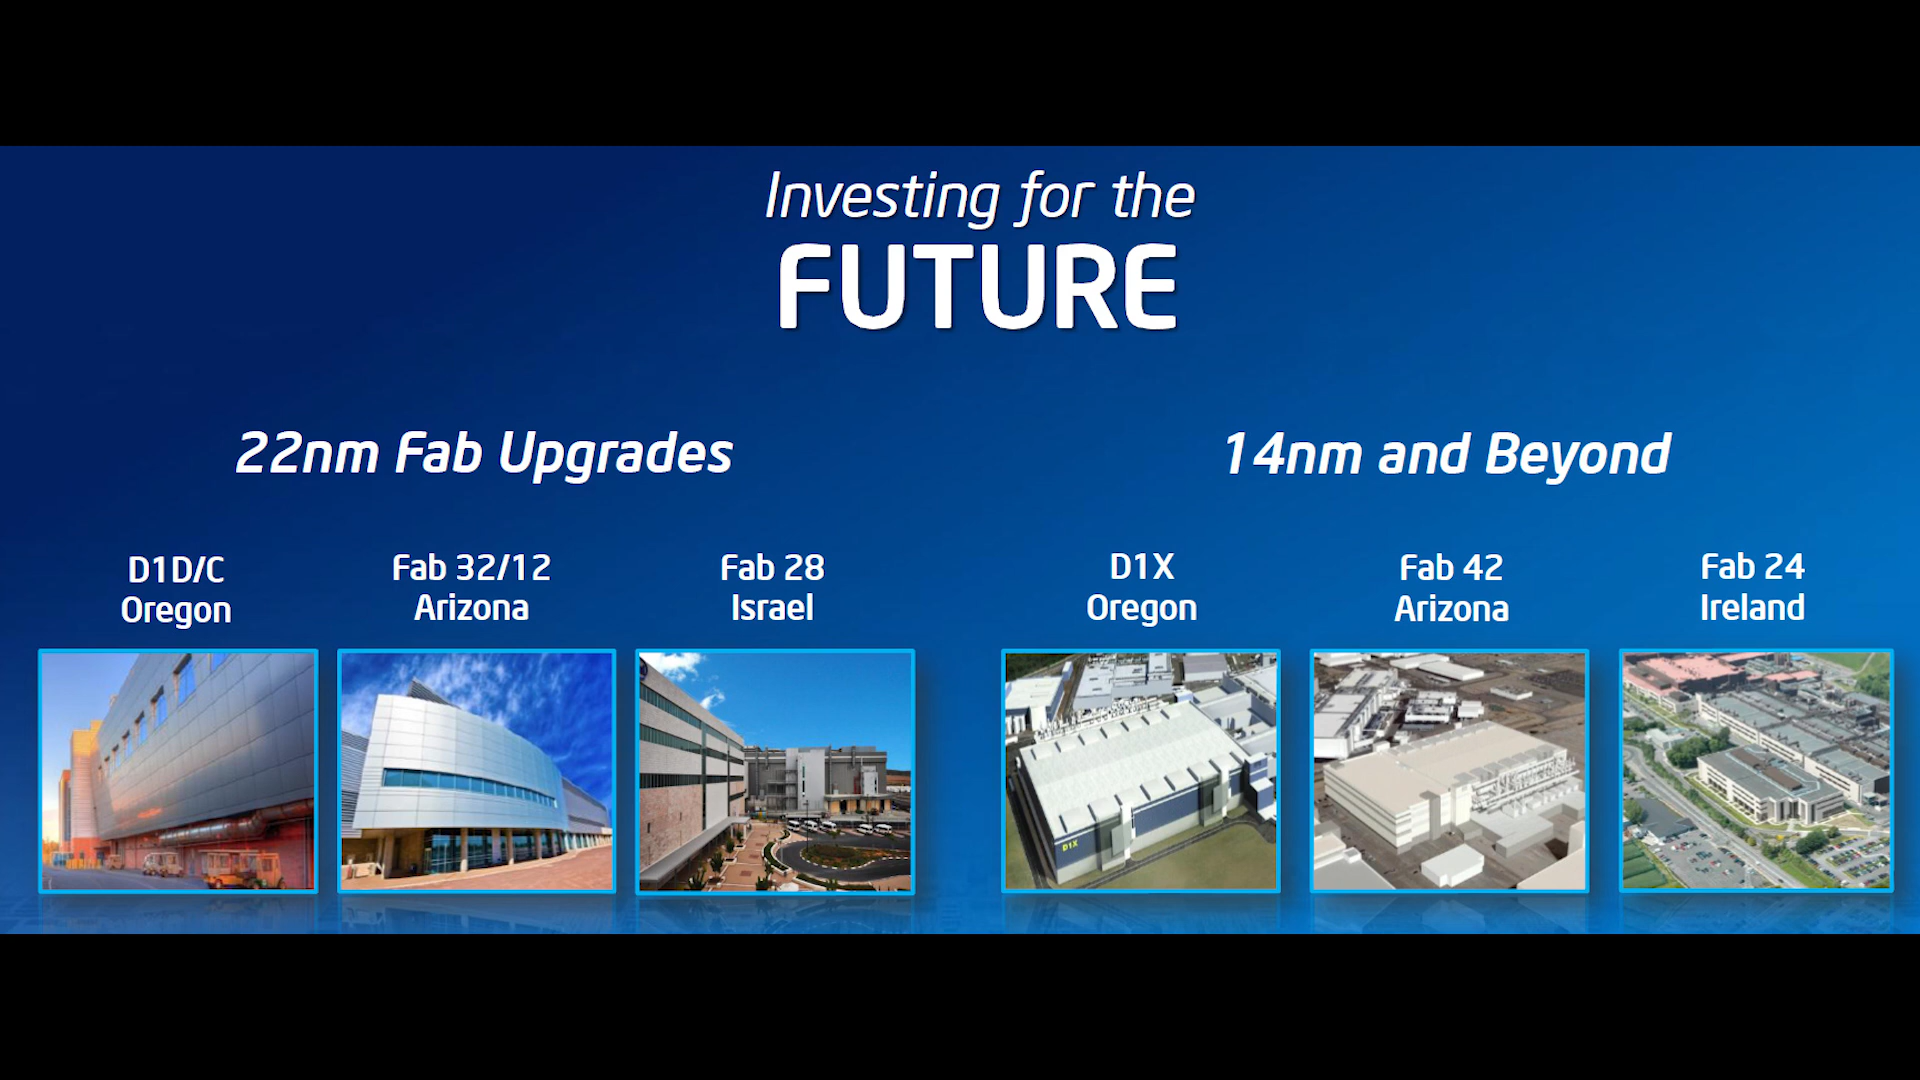 Investing for the
FUTURE
22nm Fab Upgrades
14nm and Beyond
D1D/C
Oregon
Fab 32/12
Arizona
Fab 28
Israel
D1X
Oregon
Fab 42
Arizona
Fab 24
Ireland
D1X